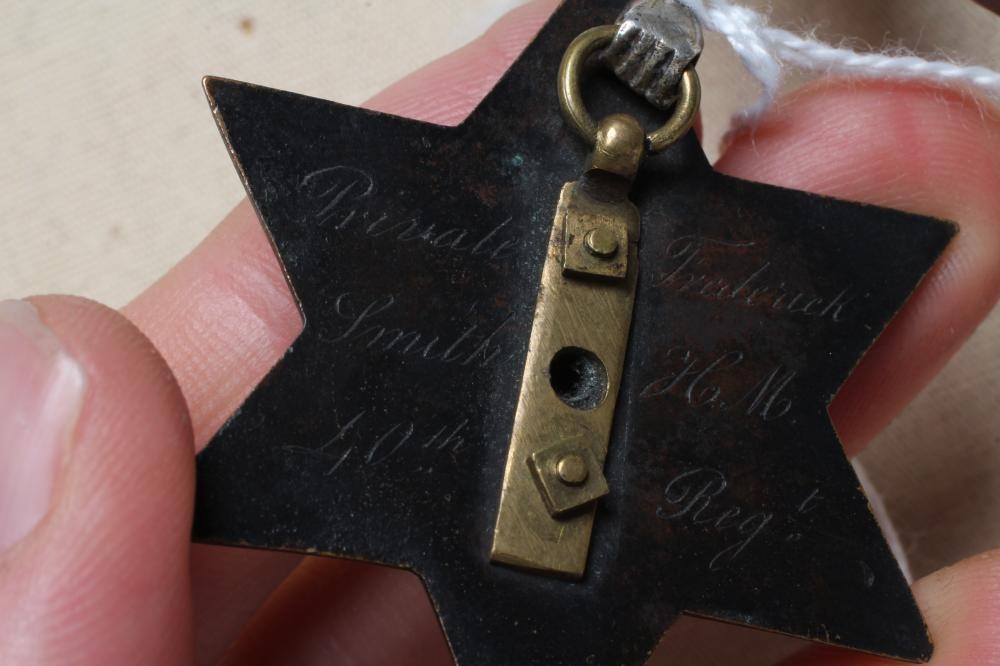 Private Frederick
Smith H.M
40th Regt